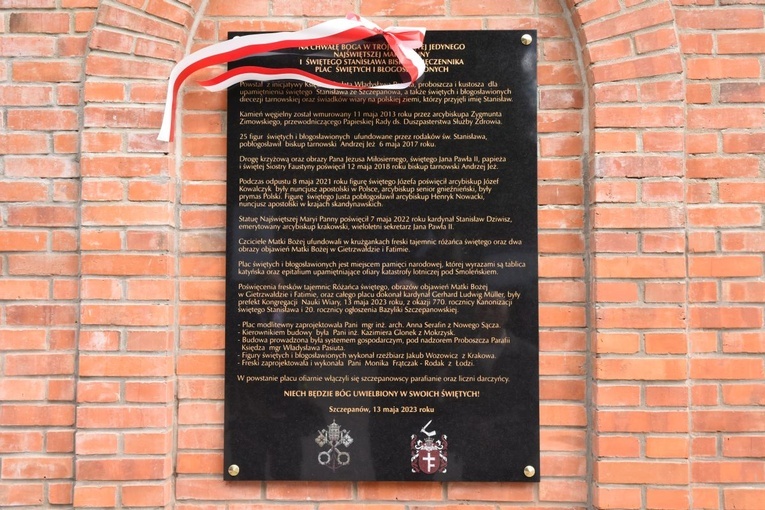 NA CHWAŁĘ BOGA W TRÓJ JEDYNEGO
NAJŚWIĘTSZEJ
I ŚWIĘTEGO STANISŁAWA
PLAC ŚWIĘTYCH I BŁOGOSŁAWIONYCH
Powstał z inicjatywy proboszcza i kustosza dla
upamiętnienia świętego Stanisława ze Szczepanowa, a także świętych i błogosławionych
diecezji tarnowskiej oraz świadków wiary na polskiej ziemi, którzy przyjęli imię Stanisław.
Kamień węgielny został wmurowany 11 maja 2013 roku przez arcybiskupa Zygmunta
Zimowskiego, przewodniczącego Papieskiej Rady ds. Duszpasterstwa Służby Zdrowia.
25 figur świętych i błogosławionych ufundowane przez rodaków św. Stanisława,
pobłogosławił biskup tarnowski Andrzej Jeż 6 maja 2017 roku.
Drogę krzyżową oraz obrazy Pana Jezusa Miłosiernego, świętego Jana Pawła II, papieża
i świętej Siostry Faustyny poświęcił 12 maja 2018 roku biskup tarnowski Andrzej Jeż.
Podczas odpustu 8 maja 2021 roku figurę świętego Józefa poświęcił arcybiskup Józef
Kowalczyk były nuncjusz apostolski w Polsce, arcybiskup senior gnieźnieński, były
prymas Polski. Figurę świętego Justa pobłogosławił arcybiskup Henryk Nowacki,
nuncjusz apostolski w krajach skandynawskich.
Statuę Najświętszej Maryi Panny poświęcił 7 maja 2022 roku kardynał Stanisław Dziwisz,
emerytowany arcybiskup krakowski, wieloletni sekretarz Jana Pawła II.
Czciciele Matki Bożej ufundowali w krużgankach freski tajemnic różańca świętego oraz dwa
obrazy objawień Matki Bożej w Gietrzwałdzie i Fatimie.
Plac świętych i błogosławionych jest miejscem pamięci narodowej, której wyrazami są tablica
katyńska oraz epitafium upamiętniające ofiary katastrofy lotniczej pod Smoleńskim.
Poświęcenia fresków tajemnic Różańca świętego, obrazów objawień Matki Bożej
w Gietrzwałdzie i Fatimie, oraz całego placu dokonał kardynał Gerhard Ludwig Müller, były
prefekt Kongregacji Nauki Wiary, 13 maja 2023 roku, z okazji 770. rocznicy Kanonizacji
świętego Stanisława i 20. rocznicy ogłoszenia Bazyliki Szczepanowskiej.
- Plac modlitewny zaprojektowała Pani mgr inż. arch. Anna Serafin z Nowego Sącza.
- Kierownikiem budowy była Pani inż. Kazimiera Glonek z Mokrzysk.
- Budowa prowadzona była systemem gospodarczym, pod nadzorem Proboszcza Parafii
Księdza mgr Władysława Pasiuta.
- Figury świętych i błogosławionych wykonał rzeźbiarz Jakub Wozowicz z Krakowa.
- Freski zaprojektowała i wykonała Pani Monika Frątczak - Rodak z Łodzi.
W powstanie placu ofiarnie włączyli się szczepanowscy parafianie oraz liczni darczyńcy.
NIECH BĘDZIE BÓG UWIELBIONY W SWOICH ŚWIĘTYCH!
Szczepanów, 13 maja 2023 roku